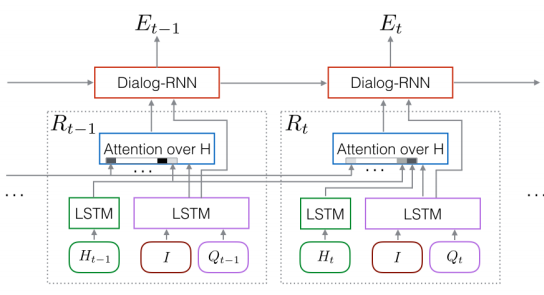 E_{t-1} E_t
Dialog-RNN Dialog-RNN
R_{t-1} R_t
Attention over H Attention over H
... ...
... ...
LSTM LSTM LSTM LSTM
H_{t-1} I Q_{t-1} H_t I Q_t